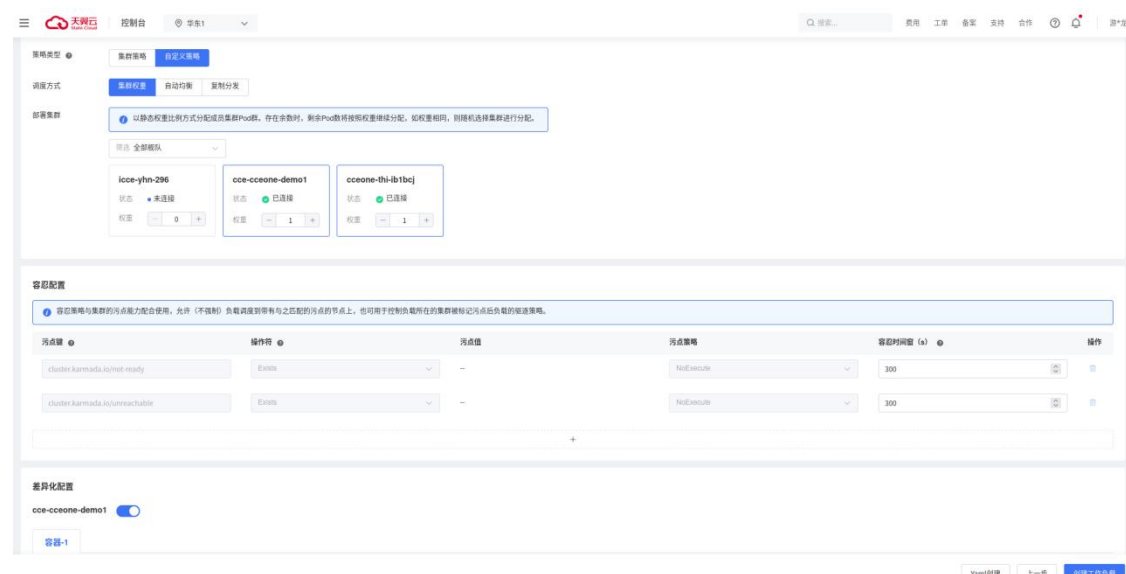 天翼云
State Cloud
控制台
华东1
搜索...
费用
工单
备案
支持
合作
策略类型
集群策略
自定义策略
调度方式
集群权重
自动均衡
复制分发
部署集群
以静态权重比例方式分配成员集群Pod群。存在余数时，剩余Pod数将按照权重继续分配，如权重相同，则随机选择集群进行分配。
筛选 全部舰队
icce-yhn-296
状态 未连接
权重 − 0 +
cce-cceone-demo1
状态 已连接
权重 − 1 +
cceone-thi-ib1bcj
状态 已连接
权重 − 1 +
容忍配置
容忍策略与集群的污点能力配合使用，允许（不强制）负载调度到带有与之匹配的污点的节点上，也可用于控制负载所在的集群被标记污点后负载的驱逐策略。
污点键 操作符 污点值 污点策略 容忍时间窗（s） 操作
cluster.karmada.io/not-ready Exists -- NoExecute 300
cluster.karmada.io/unreachable Exists -- NoExecute 300
+
差异化配置
cce-cceone-demo1
容器-1
Yaml创建
上一步
创建工作负载